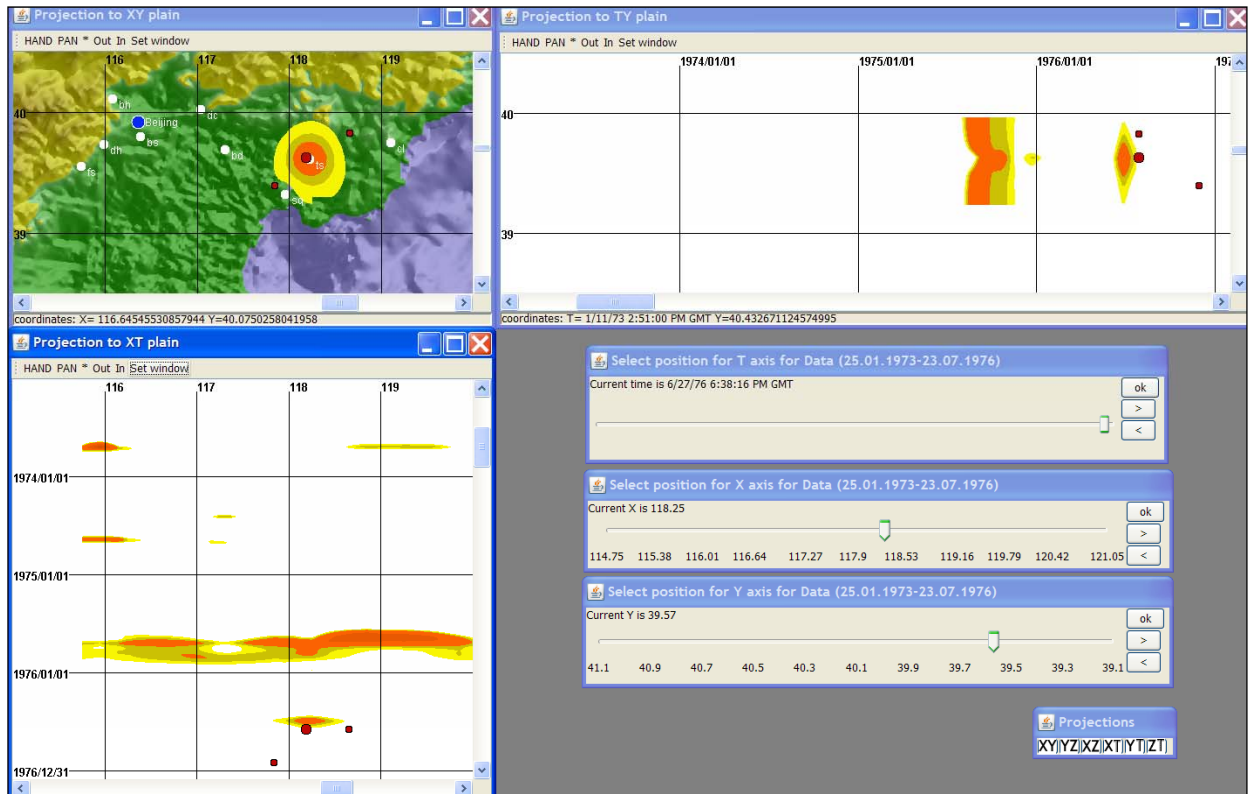 Projection to XY plain
HAND PAN * Out In Set window
116 117 118 119
40
39
bh
dc
Beijing
bs
dh
bd
cl
fs
ts
sq
coordinates: X= 116.64545530857944 Y=40.0750258041958
Projection to TY plain
HAND PAN * Out In Set window
1974/01/01 1975/01/01 1976/01/01
40
39
coordinates: T= 1/11/73 2:51:00 PM GMT Y=40.432671124574995
Projection to XT plain
HAND PAN * Out In Set window
116 117 118 119
1974/01/01
1975/01/01
1976/01/01
1976/12/31
Select position for T axis for Data (25.01.1973-23.07.1976)
Current time is 6/27/76 6:38:16 PM GMT
ok
>
<
Select position for X axis for Data (25.01.1973-23.07.1976)
Current X is 118.25
ok
>
<
114.75 115.38 116.01 116.64 117.27 117.9 118.53 119.16 119.79 120.42 121.05
Select position for Y axis for Data (25.01.1973-23.07.1976)
Current Y is 39.57
ok
>
<
41.1 40.9 40.7 40.5 40.3 40.1 39.9 39.7 39.5 39.3 39.1
Projections
XY YZ XZ XT YT ZT